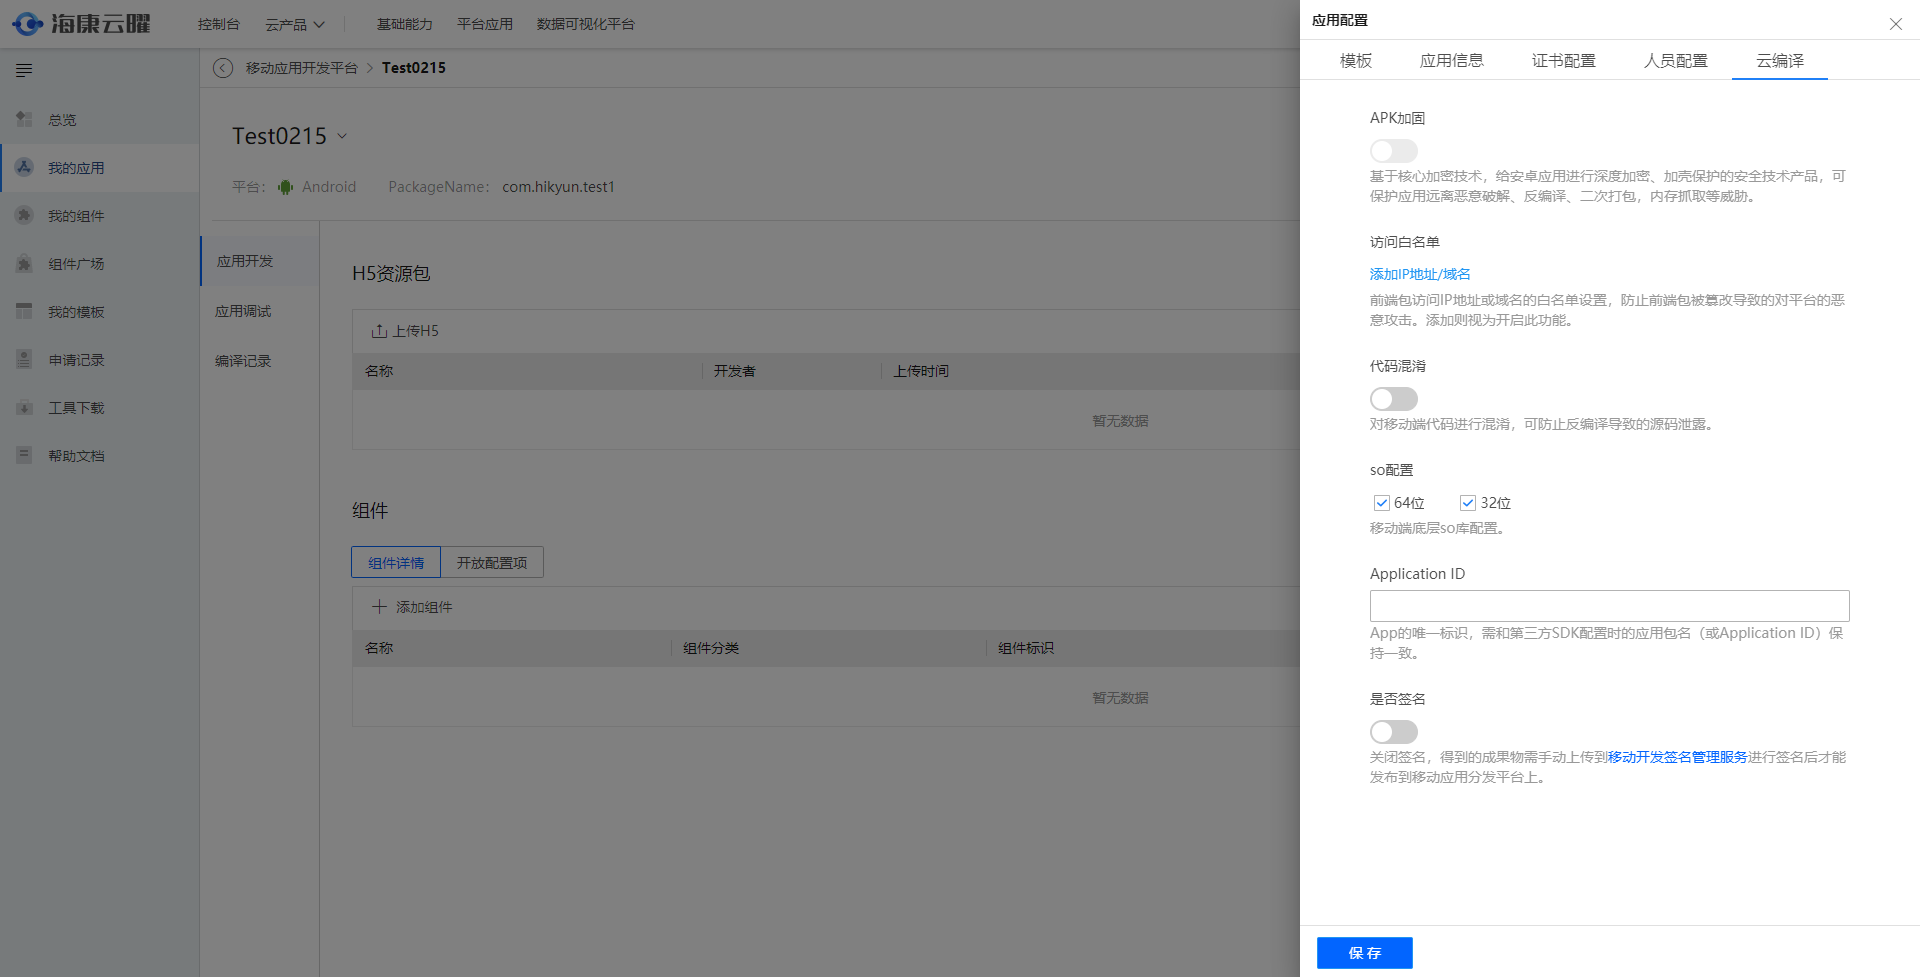 海康云曜
控制台
云产品
基础能力
平台应用
数据可视化平台
移动应用开发平台 > Test0215
总览
我的应用
我的组件
组件广场
我的模板
申请记录
工具下载
帮助文档
Test0215
平台： Android PackageName： com.hikyun.test1
应用开发
应用调试
编译记录
H5资源包
上传H5
名称 开发者 上传时间
暂无数据
组件
组件详情 开放配置项
添加组件
名称 组件分类 组件标识
暂无数据
应用配置
模板 应用信息 证书配置 人员配置 云编译
APK加固
基于核心加密技术，给安卓应用进行深度加密、加壳保护的安全技术产品，可
保护应用远离恶意破解、反编译、二次打包，内存抓取等威胁。
访问白名单
添加IP地址/域名
前端包访问IP地址或域名的白名单设置，防止前端包被篡改导致的对平台的恶
意攻击。添加则视为开启此功能。
代码混淆
对移动端代码进行混淆，可防止反编译导致的源码泄露。
so配置
64位 32位
移动端底层so库配置。
Application ID
App的唯一标识，需和第三方SDK配置时的应用包名（或Application ID）保
持一致。
是否签名
关闭签名，得到的成果物需手动上传到移动开发签名管理服务进行签名后才能
发布到移动应用分发平台上。
保 存